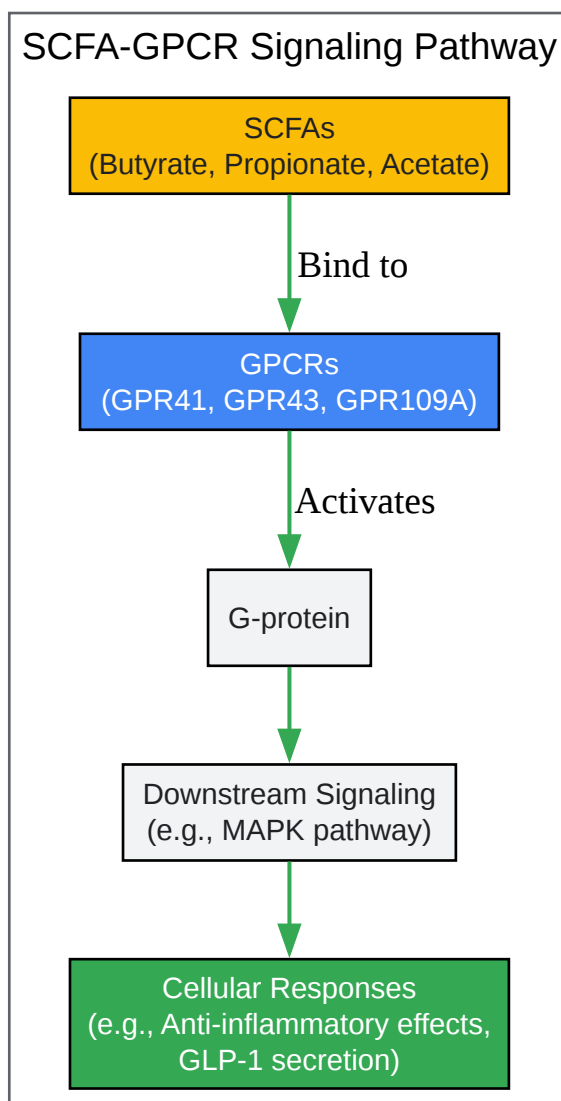 SCFA-GPCR Signaling Pathway
SCFAs
(Butyrate, Propionate, Acetate)
Bind to
GPCRs
(GPR41, GPR43, GPR109A)
Activates
G-protein
Downstream Signaling
(e.g., MAPK pathway)
Cellular Responses
(e.g., Anti-inflammatory effects,
GLP-1 secretion)